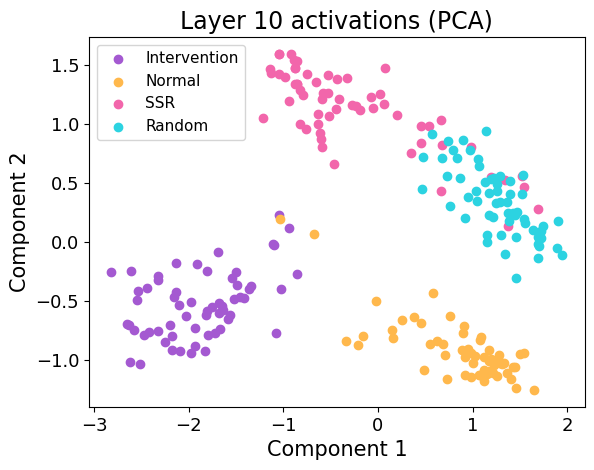 Layer 10 activations (PCA)
Intervention
Normal
SSR
Random
1.5
1.0
0.5
0.0
−0.5
−1.0
Component 2
−3
−2
−1
0
1
2
Component 1